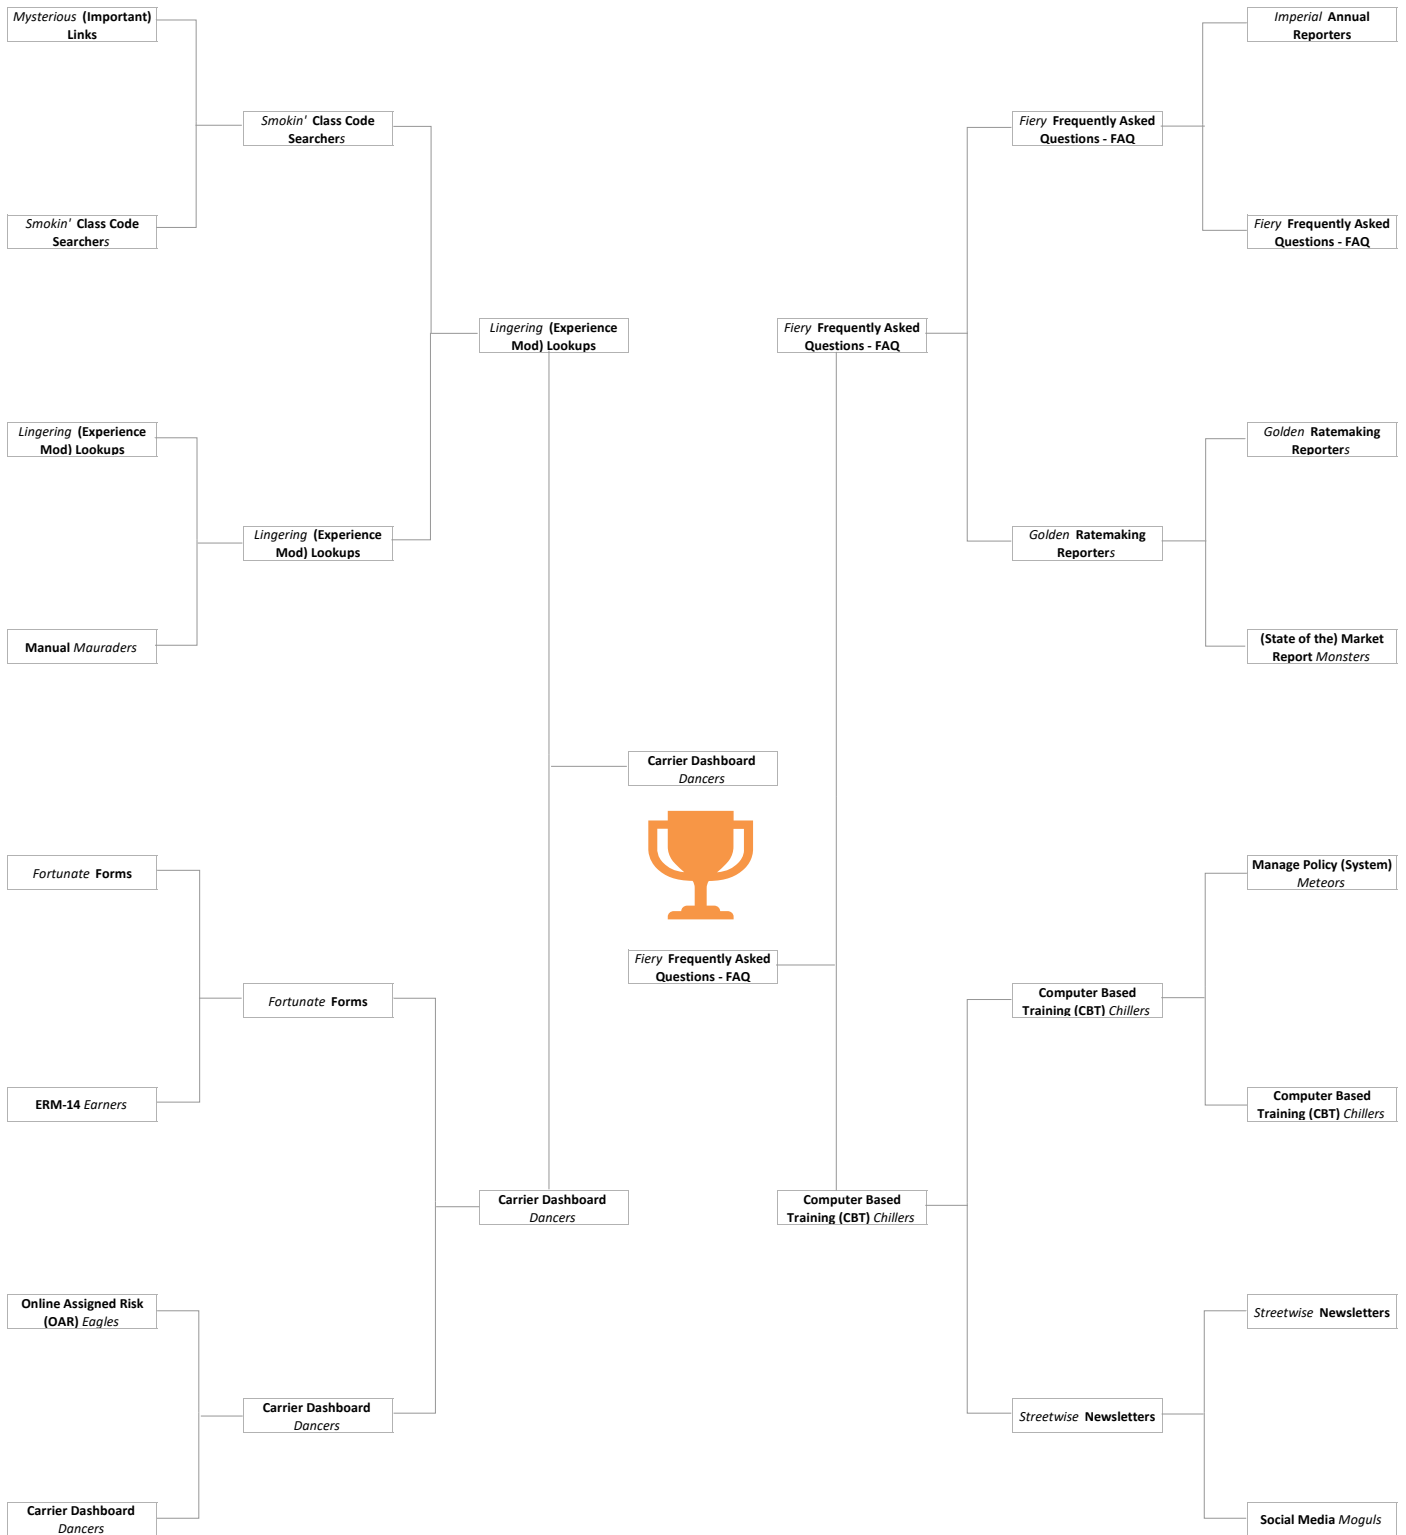 Mysterious (Important)
Links
Imperial Annual
Reporters
Smokin' Class Code
Searchers
Fiery Frequently Asked
Questions - FAQ
Smokin' Class Code
Searchers
Fiery Frequently Asked
Questions - FAQ
Lingering (Experience
Mod) Lookups
Fiery Frequently Asked
Questions - FAQ
Lingering (Experience
Mod) Lookups
Golden Ratemaking
Reporters
Lingering (Experience
Mod) Lookups
Golden Ratemaking
Reporters
Manual Mauraders
(State of the) Market
Report Monsters
Carrier Dashboard
Dancers
Fortunate Forms
Manage Policy (System)
Meteors
Fiery Frequently Asked
Questions - FAQ
Fortunate Forms
Computer Based
Training (CBT) Chillers
ERM-14 Earners
Computer Based
Training (CBT) Chillers
Carrier Dashboard
Dancers
Computer Based
Training (CBT) Chillers
Online Assigned Risk
(OAR) Eagles
Streetwise Newsletters
Carrier Dashboard
Dancers
Streetwise Newsletters
Carrier Dashboard
Dancers
Social Media Moguls